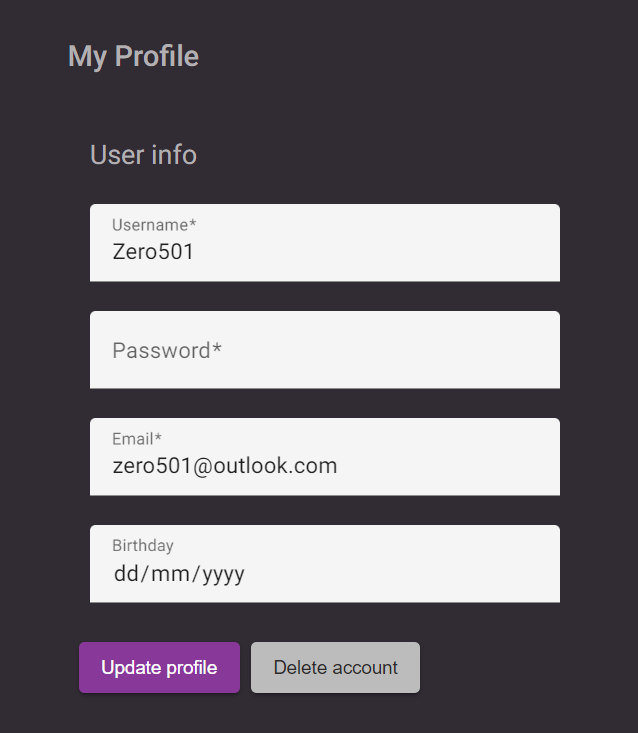 My Profile
User info
Username*
Zero501
Password*
Email*
zero501@outlook.com
Birthday
dd/mm/yyyy
Update profile Delete account